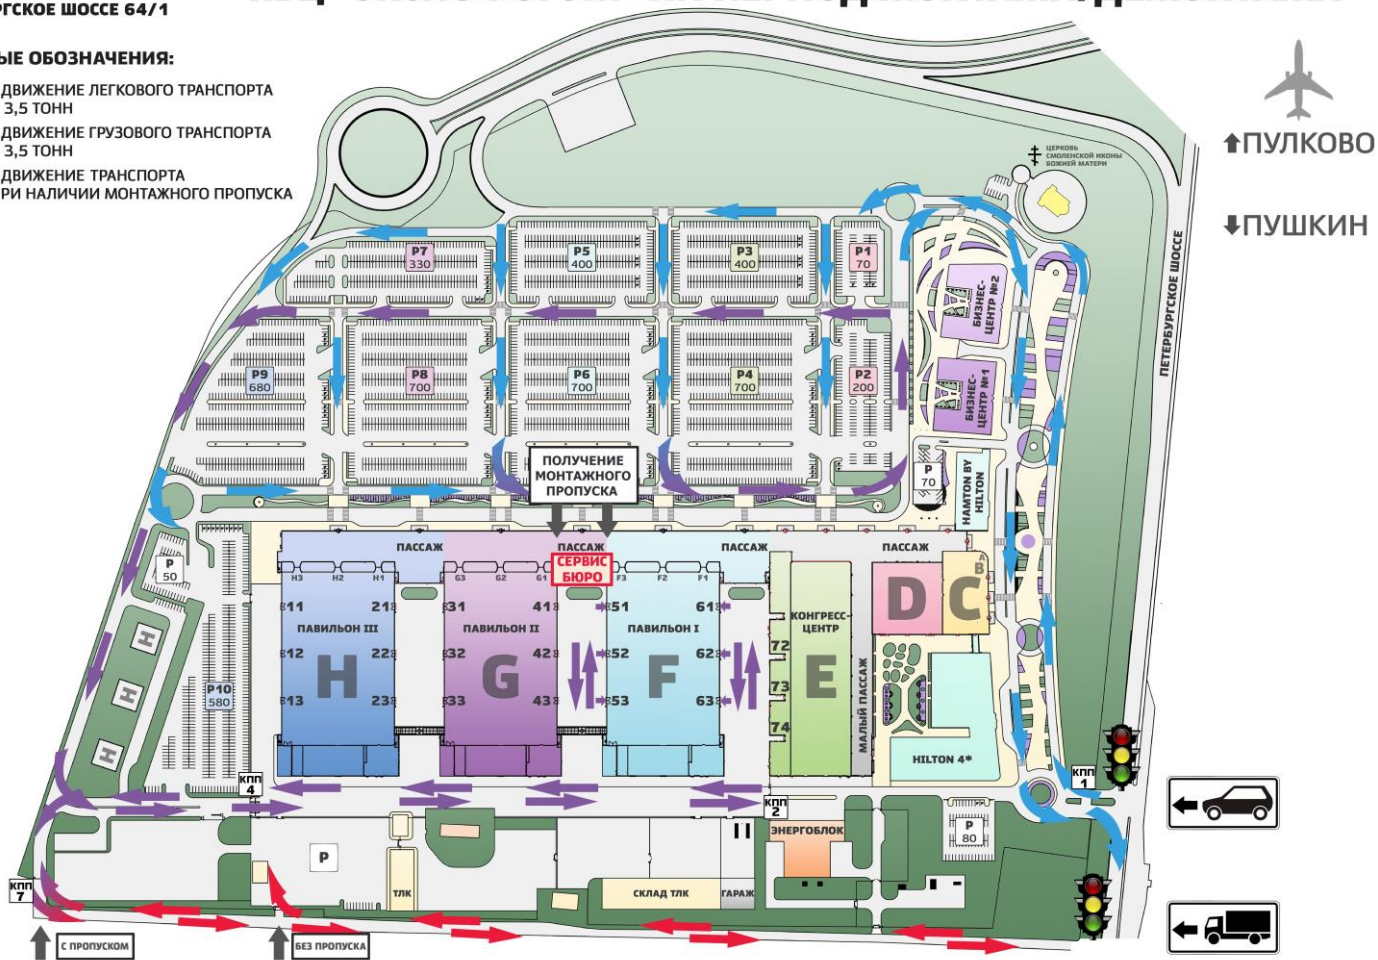 РГСКОЕ ШОССЕ 64/1
ЫЕ ОБОЗНАЧЕНИЯ:
ДВИЖЕНИЕ ЛЕГКОВОГО ТРАНСПОРТА
3,5 ТОНН
ДВИЖЕНИЕ ГРУЗОВОГО ТРАНСПОРТА
3,5 ТОНН
ДВИЖЕНИЕ ТРАНСПОРТА
РИ НАЛИЧИИ МОНТАЖНОГО ПРОПУСКА
ПУЛКОВО
ПУШКИН
ЦЕРКОВЬ
СМОЛЕНСКОЙ ИКОНЫ
БОЖИЕЙ МАТЕРИ
ПЕТЕРБУРГСКОЕ ШОССЕ
P7
330
P5
400
P3
400
P1
70
БИЗНЕС-
ЦЕНТР №2
P9
680
P8
700
P6
700
P4
700
P2
200
БИЗНЕС-
ЦЕНТР №1
ПОЛУЧЕНИЕ
МОНТАЖНОГО
ПРОПУСКА
P
70
HAMTON BY
HILTON
ПАССАЖ
ПАССАЖ
ПАССАЖ
ПАССАЖ
СЕРВИС
БЮРО
P
50
H3
H2
H1
G3
G2
G1
F3
F2
F1
A
B
D
C
11
21
31
41
51
61
ПАВИЛЬОН III
ПАВИЛЬОН II
ПАВИЛЬОН I
КОНГРЕСС-
ЦЕНТР
H
12
22
32
42
52
62
72
H
G
F
E
H
P10
580
13
23
33
43
53
63
73
74
МАЛЫЙ ПАССАЖ
H
HILTON 4*
КПП
4
КПП
2
КПП
1
ЭНЕРГОБЛОК
P
80
P
ТЛК
СКЛАД ТЛК
ГАРАЖ
КПП
7
С ПРОПУСКОМ
БЕЗ ПРОПУСКА